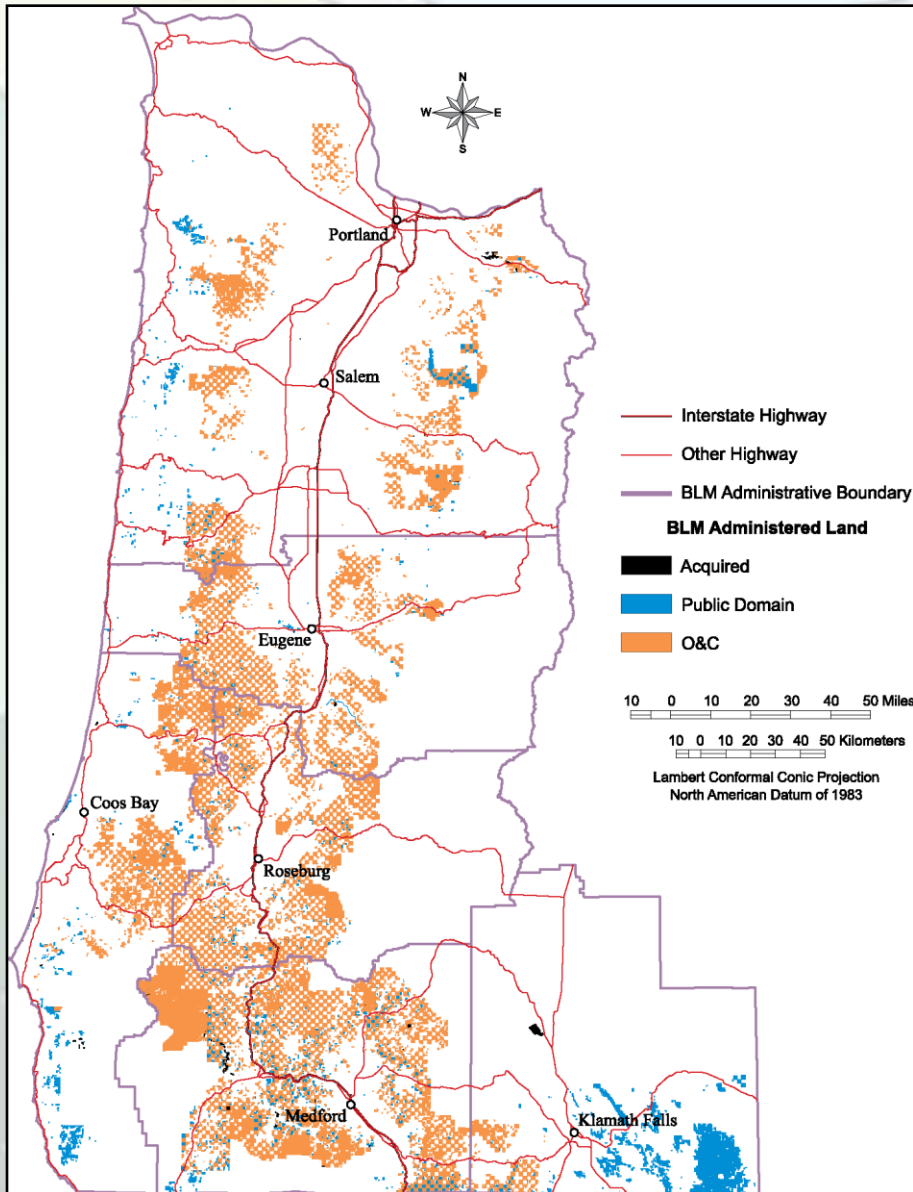 N
W E
S
Portland
Salem
Eugene
Coos Bay
Roseburg
Medford
Klamath Falls
Interstate Highway
Other Highway
BLM Administrative Boundary
BLM Administered Land
Acquired
Public Domain
O&C
10 0 10 20 30 40 50 Miles
10 0 10 20 30 40 50 Kilometers
Lambert Conformal Conic Projection
North American Datum of 1983